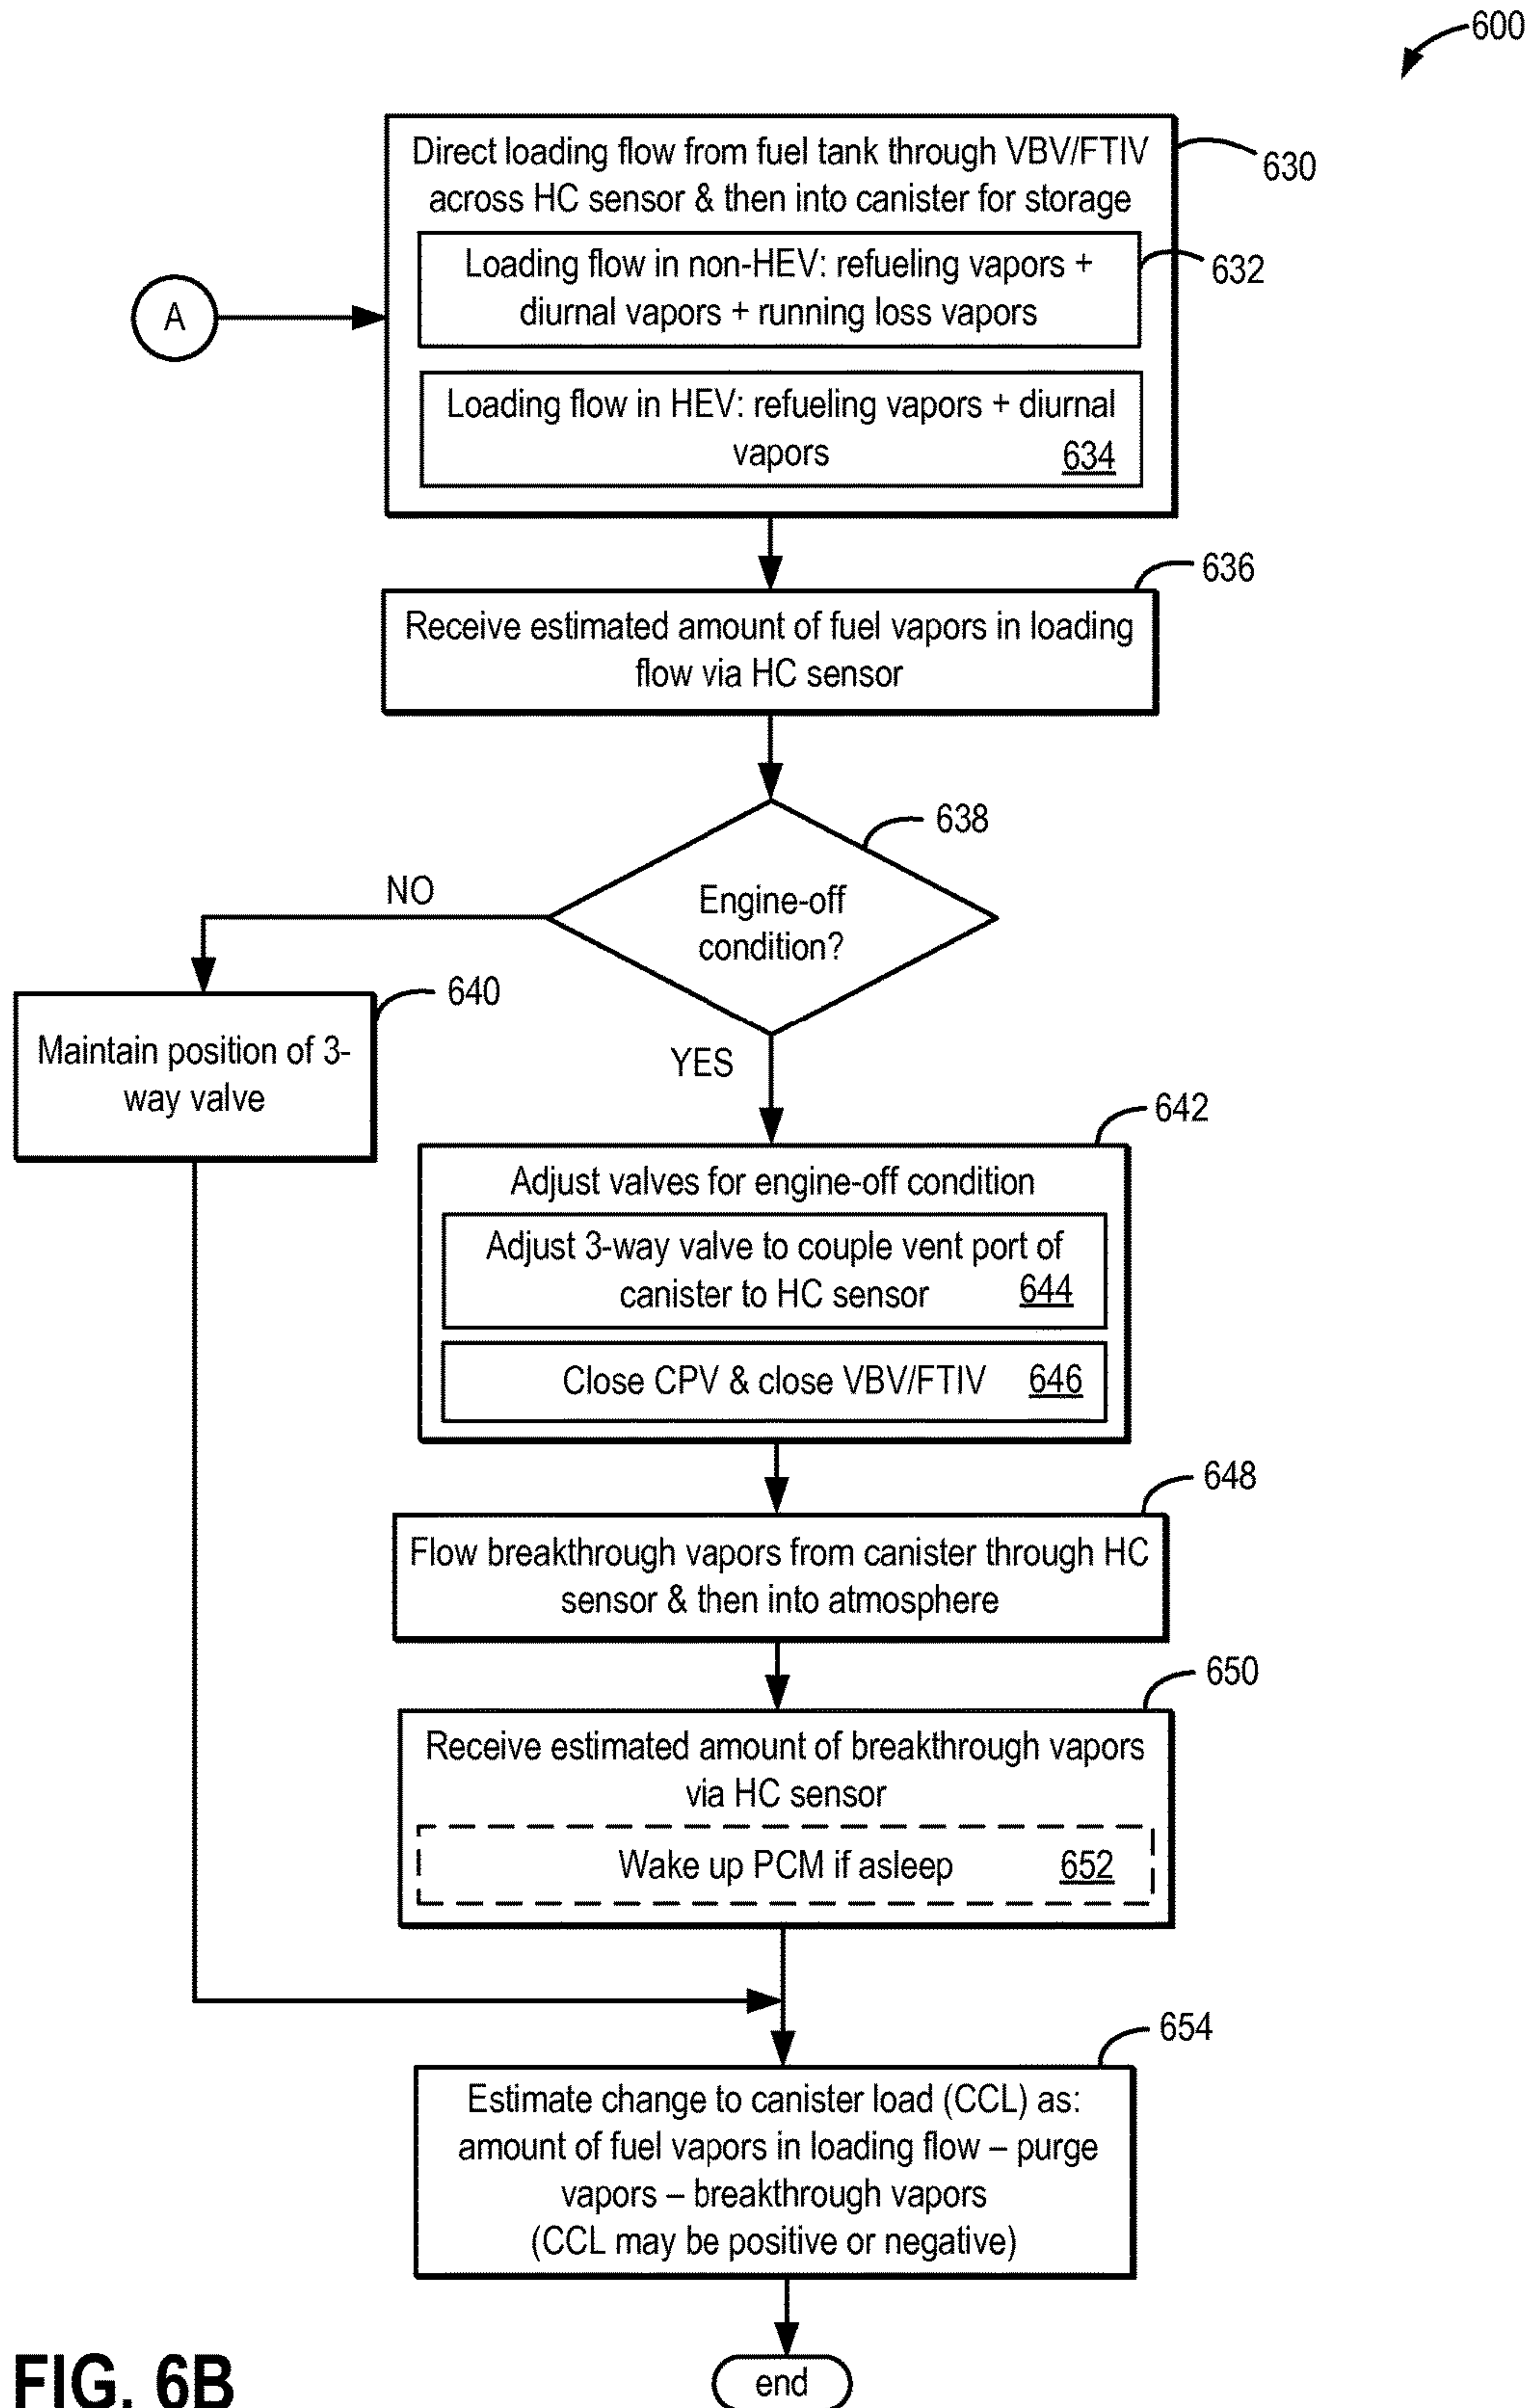 600
Direct loading flow from fuel tank through VBV/FTIV
across HC sensor & then into canister for storage
630
Loading flow in non-HEV: refueling vapors +
diurnal vapors + running loss vapors
632
A
Loading flow in HEV: refueling vapors + diurnal
vapors 634
636
Receive estimated amount of fuel vapors in loading
flow via HC sensor
638
Engine-off
condition?
NO
640
Maintain position of 3-
way valve
YES
642
Adjust valves for engine-off condition
Adjust 3-way valve to couple vent port of
canister to HC sensor 644
Close CPV & close VBV/FTIV 646
648
Flow breakthrough vapors from canister through HC
sensor & then into atmosphere
650
Receive estimated amount of breakthrough vapors
via HC sensor
Wake up PCM if asleep 652
654
Estimate change to canister load (CCL) as:
amount of fuel vapors in loading flow – purge
vapors – breakthrough vapors
(CCL may be positive or negative)
end
FIG. 6B